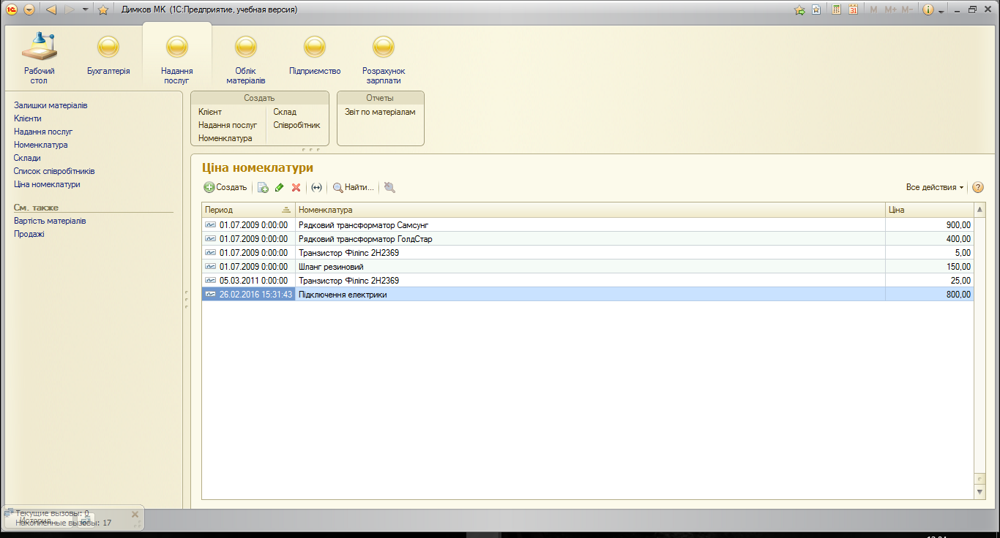 Димков МК (1С:Предприятие, учебная версия)
31 M M+ M-
Рабочий стол
Бухгалтерія
Надання послуг
Облік матеріалів
Підприємство
Розрахунок зарплати
Залишки матеріалів
Клієнти
Надання послуг
Номенклатура
Склади
Список співробітників
Ціна номеклатури
См. также
Вартість матеріалів
Продажі
Создать
Клієнт
Надання послуг
Номенклатура
Склад
Співробітник
Отчеты
Звіт по матеріалам
Ціна номеклатури
Создать Найти... Все действия
Период Номенклатура Ціна
01.07.2009 0:00:00 Рядковий трансформатор Самсунг 900,00
01.07.2009 0:00:00 Рядковий трансформатор ГолдСтар 400,00
01.07.2009 0:00:00 Транзистор Філіпс 2Н2369 5,00
01.07.2009 0:00:00 Шланг резиновий 150,00
05.03.2011 0:00:00 Транзистор Філіпс 2Н2369 25,00
26.02.2016 15:31:43 Підключення електрики 800,00
Текущие вызовы: 0
История...
Накопленные вызовы: 17